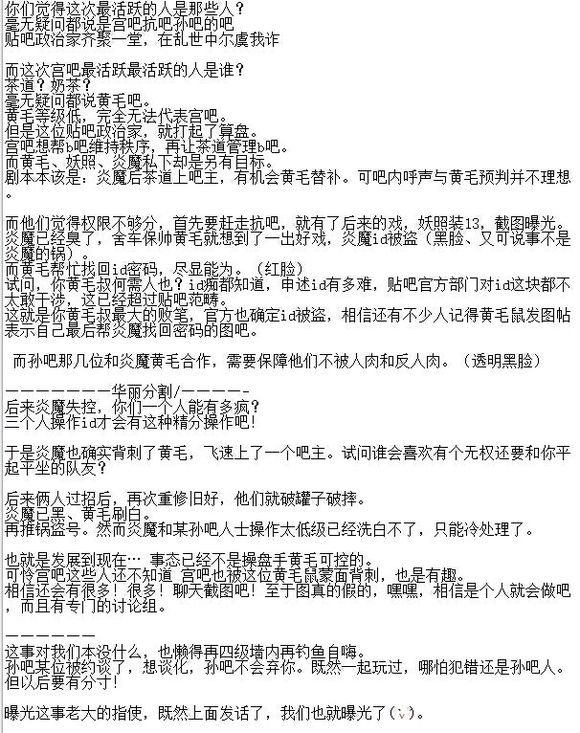 你们觉得这次最活跃的人是那些人？
毫无疑问都说是宫吧抗吧孙吧的吧
贴吧政治家齐聚一堂，在乱世中尔虞我诈
而这次宫吧最活跃最活跃的人是谁？
茶道？奶茶？
毫无疑问都说黄毛吧。
黄毛等级低，完全无法代表宫吧。
但是这位贴吧政治家，就打起了算盘。
宫吧想帮b吧维持秩序，再让茶道管理b吧。
而黄毛、妖照、炎魔私下却是另有目标。
剧本本该是：炎魔后茶道上吧主，有机会黄毛替补。可吧内呼声与黄毛预判并不理想
。
而他们觉得权限不够分，首先要赶走抗吧，就有了后来的戏，妖照装13，截图曝光。
炎魔已经臭了，舍车保帅黄毛就想到了一出好戏，炎魔id被盗（黑脸、又可说事不是
炎魔的锅）。
而黄毛帮忙找回id密码，尽显能为。（红脸）
试问，你黄毛叔何需人也？id痴都知道，申述id有多难，贴吧官方部门对id这块都不
太敢干涉，这已经超过贴吧范畴。
这就是你黄毛叔最大的败笔，官方也确定id被盗，相信还有不少人记得黄毛鼠发图帖
表示自己最后帮炎魔找回密码的图吧。
而孙吧那几位和炎魔黄毛合作，需要保障他们不被人肉和反人肉。（透明黑脸）
一一一一一一一华丽分割/一一一一-
后来炎魔失控，你们一个人能有多疯？
三个人操作id才会有这种精分操作吧！
于是炎魔也确实背刺了黄毛，飞速上了一个吧主。试问谁会喜欢有个无权还要和你平
起平坐的队友？
后来俩人过招后，再次重修旧好，他们就破罐子破摔。
炎魔已黑、黄毛刷白。
再推锅盗号。然而炎魔和某孙吧人士操作太低级已经洗白不了，只能冷处理了。
也就是发展到现在… 事态已经不是操盘手黄毛可控的。
可怜宫吧这些人还不知道 宫吧也被这位黄毛鼠蒙面背刺，也是有趣。
相信还会有很多！很多！聊天截图吧！至于图真的假的，嘿嘿，相信是个人就会做吧
，而且有专门的讨论组。
一一一一一一
这事对我们本没什么，也懒得再四级墙内再钓鱼自嗨。
孙吧某位被约谈了，想谈化，孙吧不会弃你。既然一起玩过，哪怕犯错还是孙吧人。
但以后要有分寸！
曝光这事老大的指使，既然上面发话了，我们也就曝光了(  )。